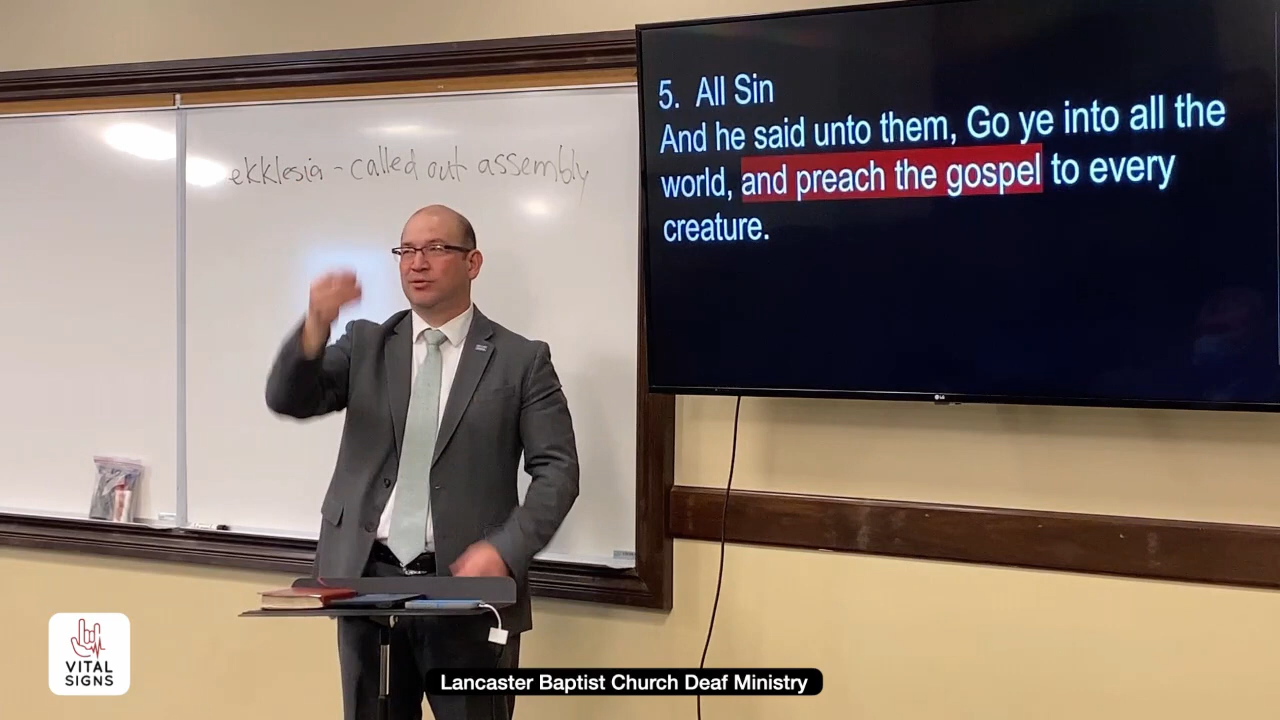 ekklesia - called out assembly
5. All Sin
And he said unto them, Go ye into all the
world, and preach the gospel to every
creature.
LG
VITAL
SIGNS
Lancaster Baptist Church Deaf Ministry